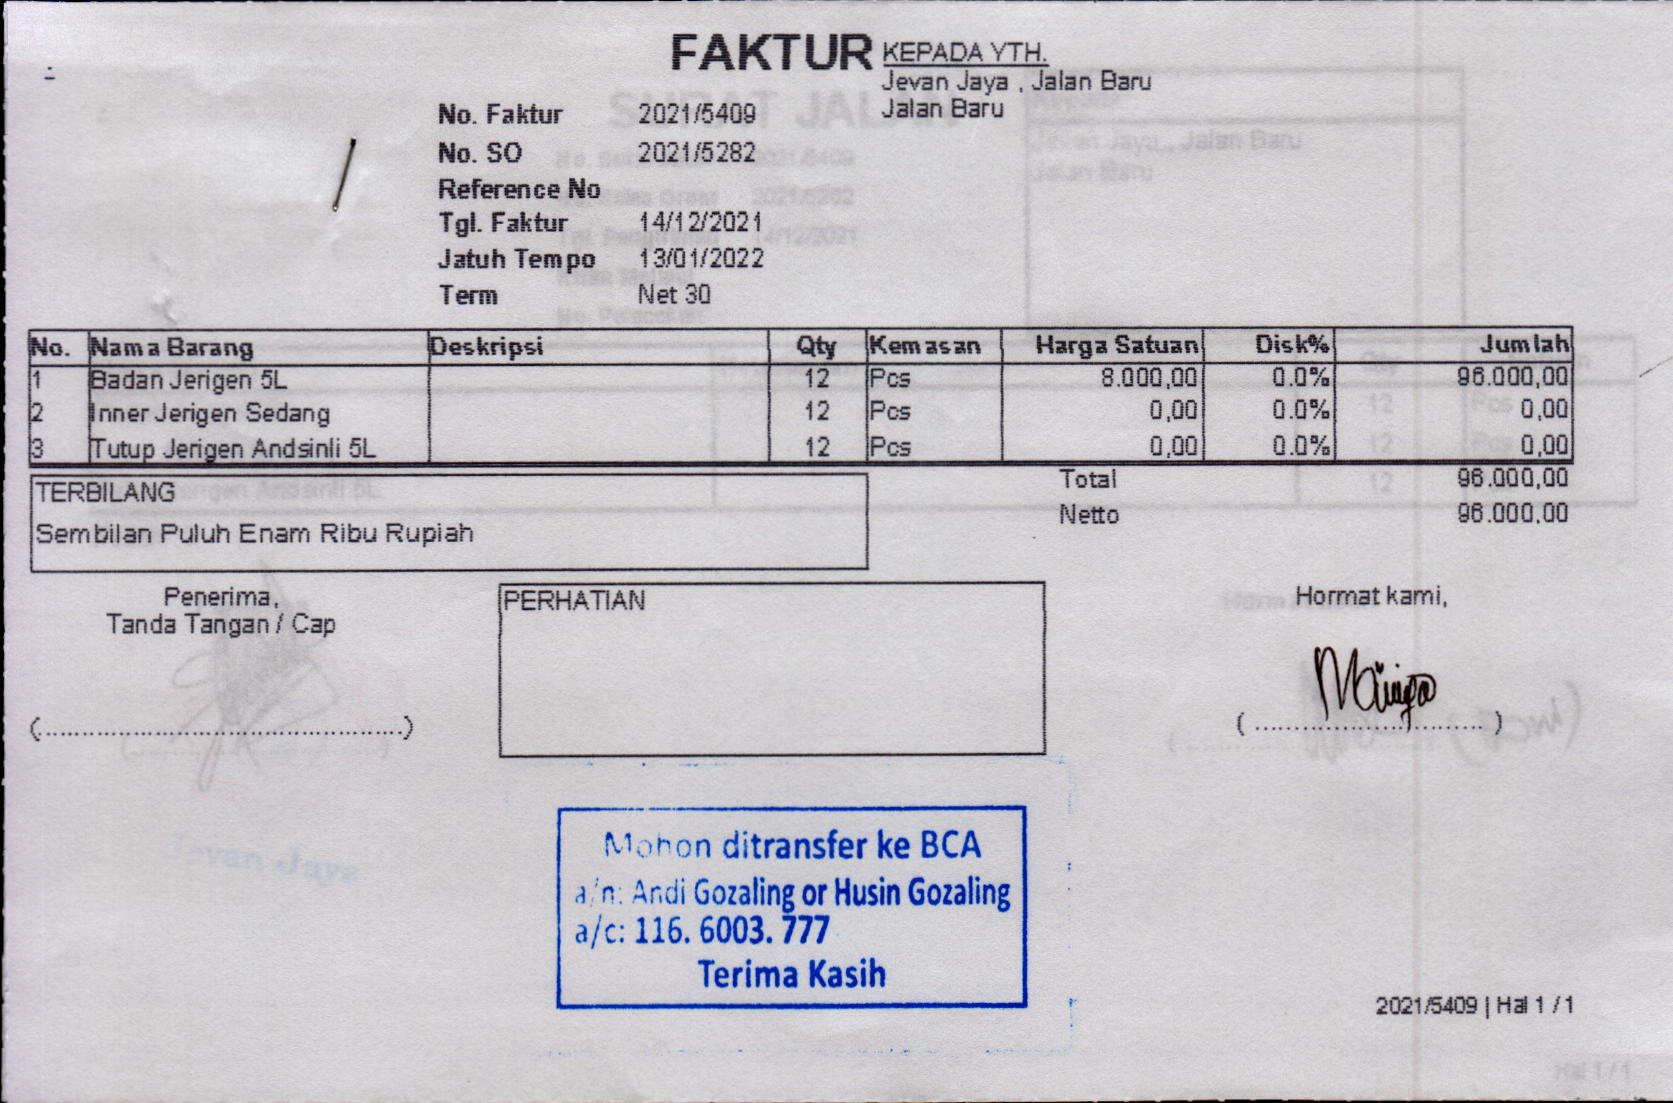 FAKTUR
KEPADA YTH.
Jevan Jaya , Jalan Baru
Jalan Baru
No. Faktur 2021/5409
No. SO 2021/5282
Reference No
Tgl. Faktur 14/12/2021
Jatuh Tempo 13/01/2022
Term Net 30
No. Nama Barang Deskripsi Qty Kemasan Harga Satuan Disk% Jumlah
1 Badan Jerigen 5L 12 Pcs 8.000,00 0.0% 96.000,00
2 Inner Jerigen Sedang 12 Pcs 0,00 0.0% 0,00
3 Tutup Jerigen Andsinli 5L 12 Pcs 0,00 0.0% 0,00
Total 96.000,00
Netto 96.000,00
TERBILANG
Sembilan Puluh Enam Ribu Rupiah
Penerima,
Tanda Tangan / Cap
(........................................)
PERHATIAN
Hormat kami,
(...........................)
Mohon ditransfer ke BCA
a/n: Andi Gozaling or Husin Gozaling
a/c: 116. 6003. 777
Terima Kasih
Jevan Jaya
2021/5409 | Hal 1 / 1